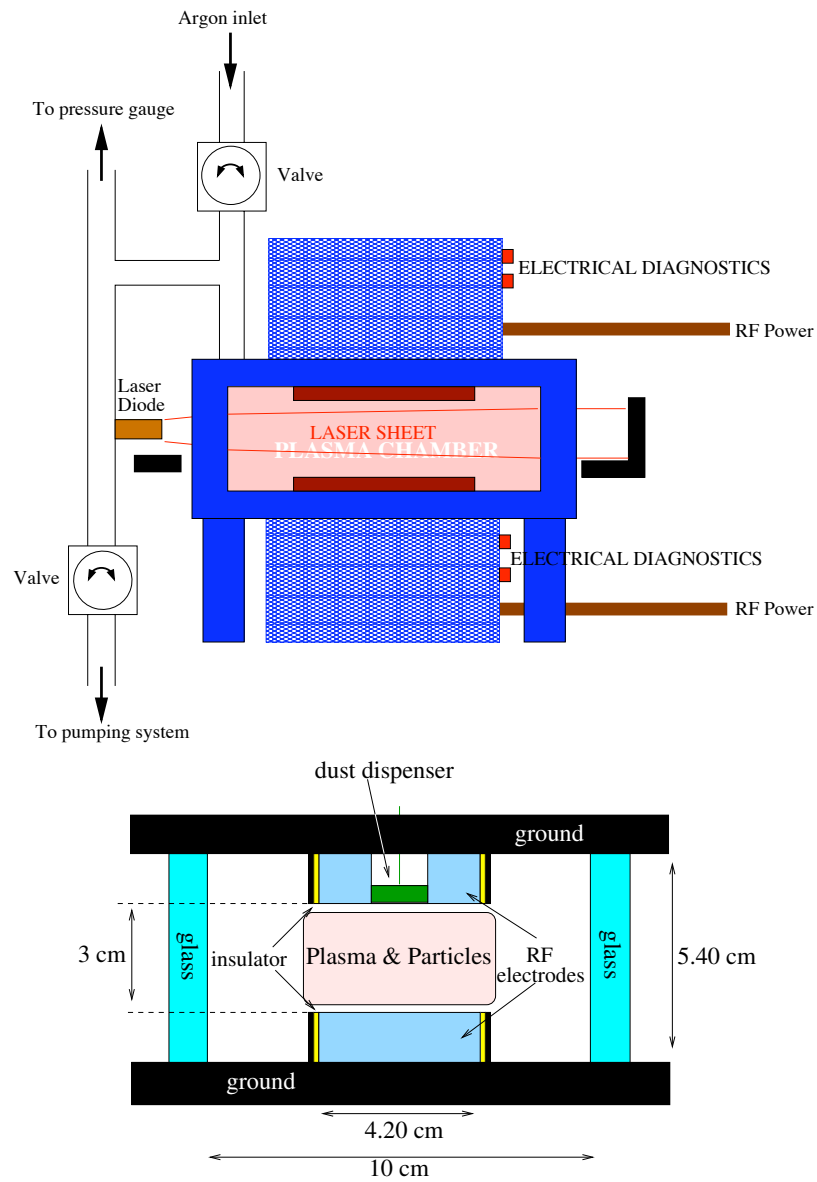 Argon inlet
To pressure gauge
Valve
ELECTRICAL DIAGNOSTICS
RF Power
Laser
Diode
LASER SHEET
PLASMA CHAMBER
Valve
ELECTRICAL DIAGNOSTICS
RF Power
To pumping system
dust dispenser
ground
3 cm
glass
insulator
Plasma & Particles
RF
electrodes
glass
5.40 cm
ground
4.20 cm
10 cm